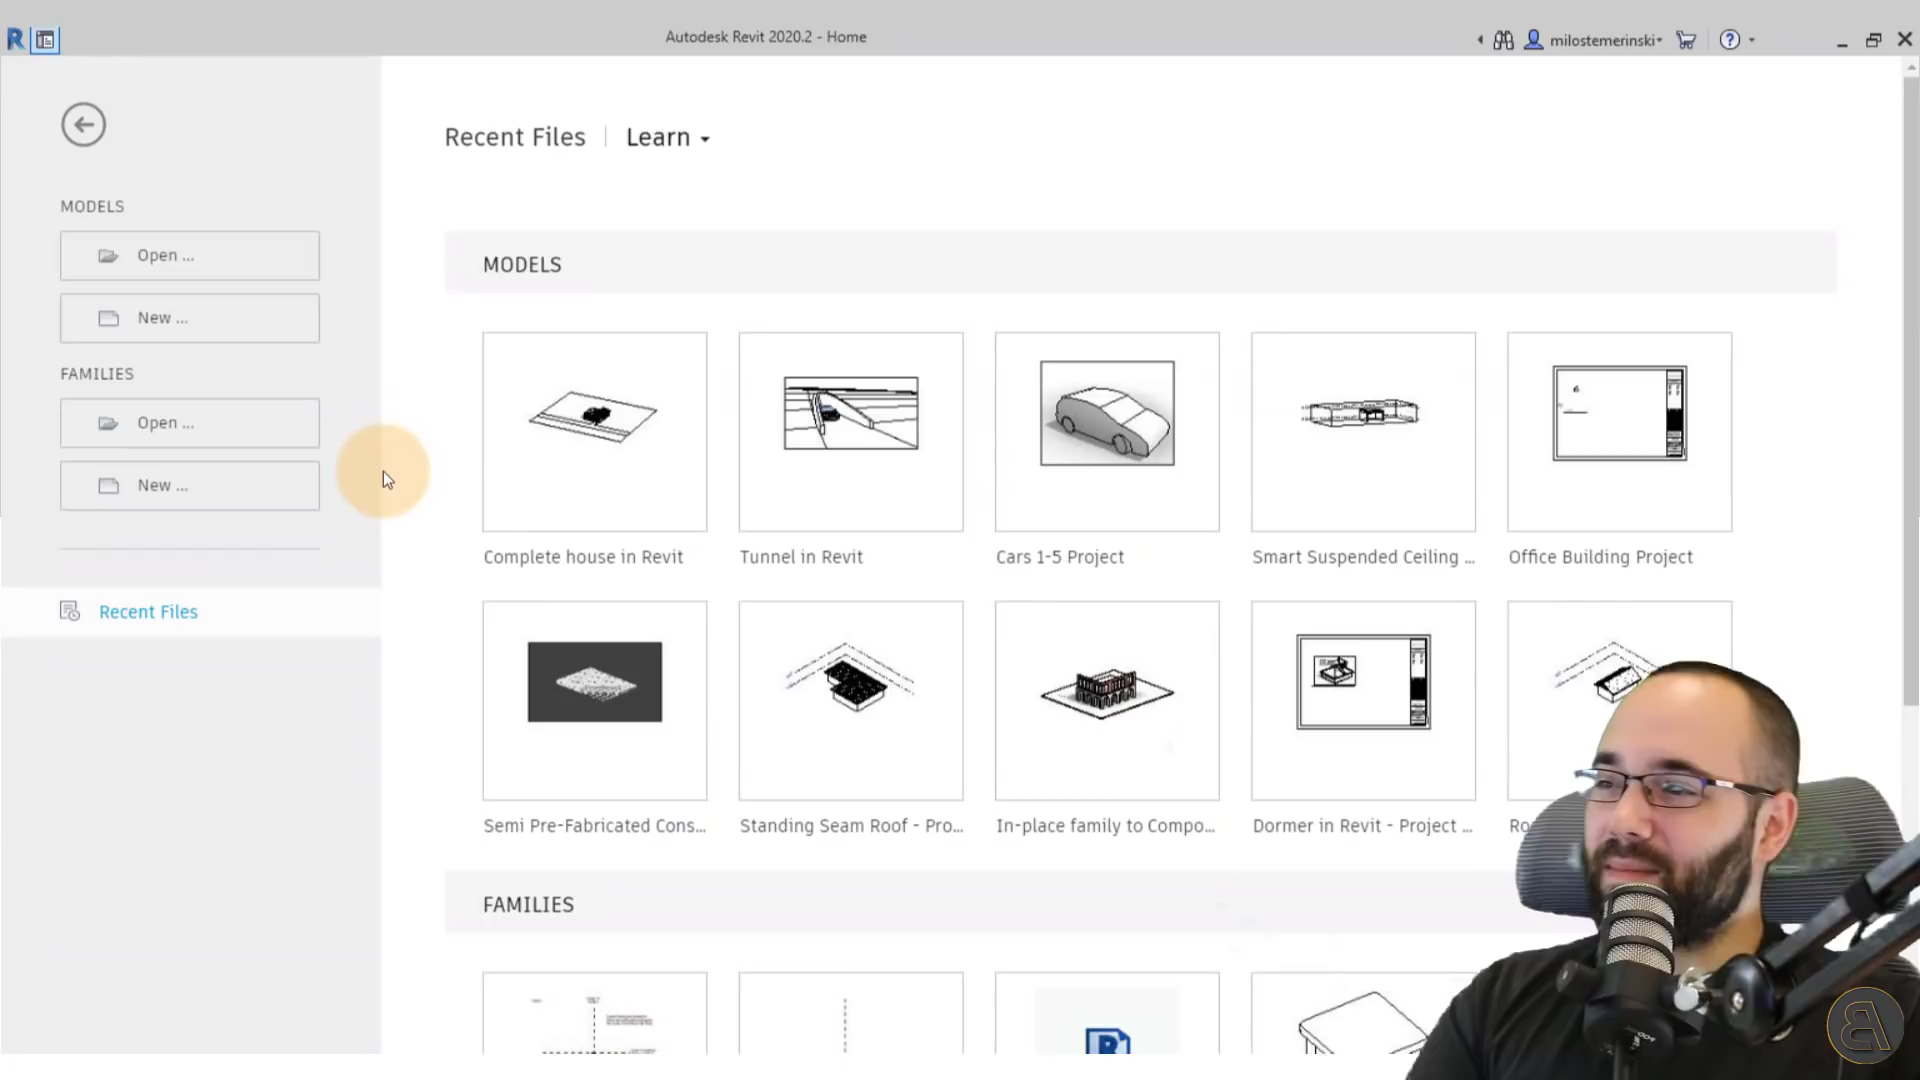 Autodesk Revit 2020.2 - Home
milostemerinski
Recent Files
Learn
MODELS
Open ...
New ...
FAMILIES
Open ...
New ...
Recent Files
MODELS
Complete house in Revit
Tunnel in Revit
Cars 1-5 Project
Smart Suspended Ceiling ...
Office Building Project
Semi Pre-Fabricated Cons...
Standing Seam Roof - Pro...
In-place family to Compo...
Dormer in Revit - Project ...
FAMILIES